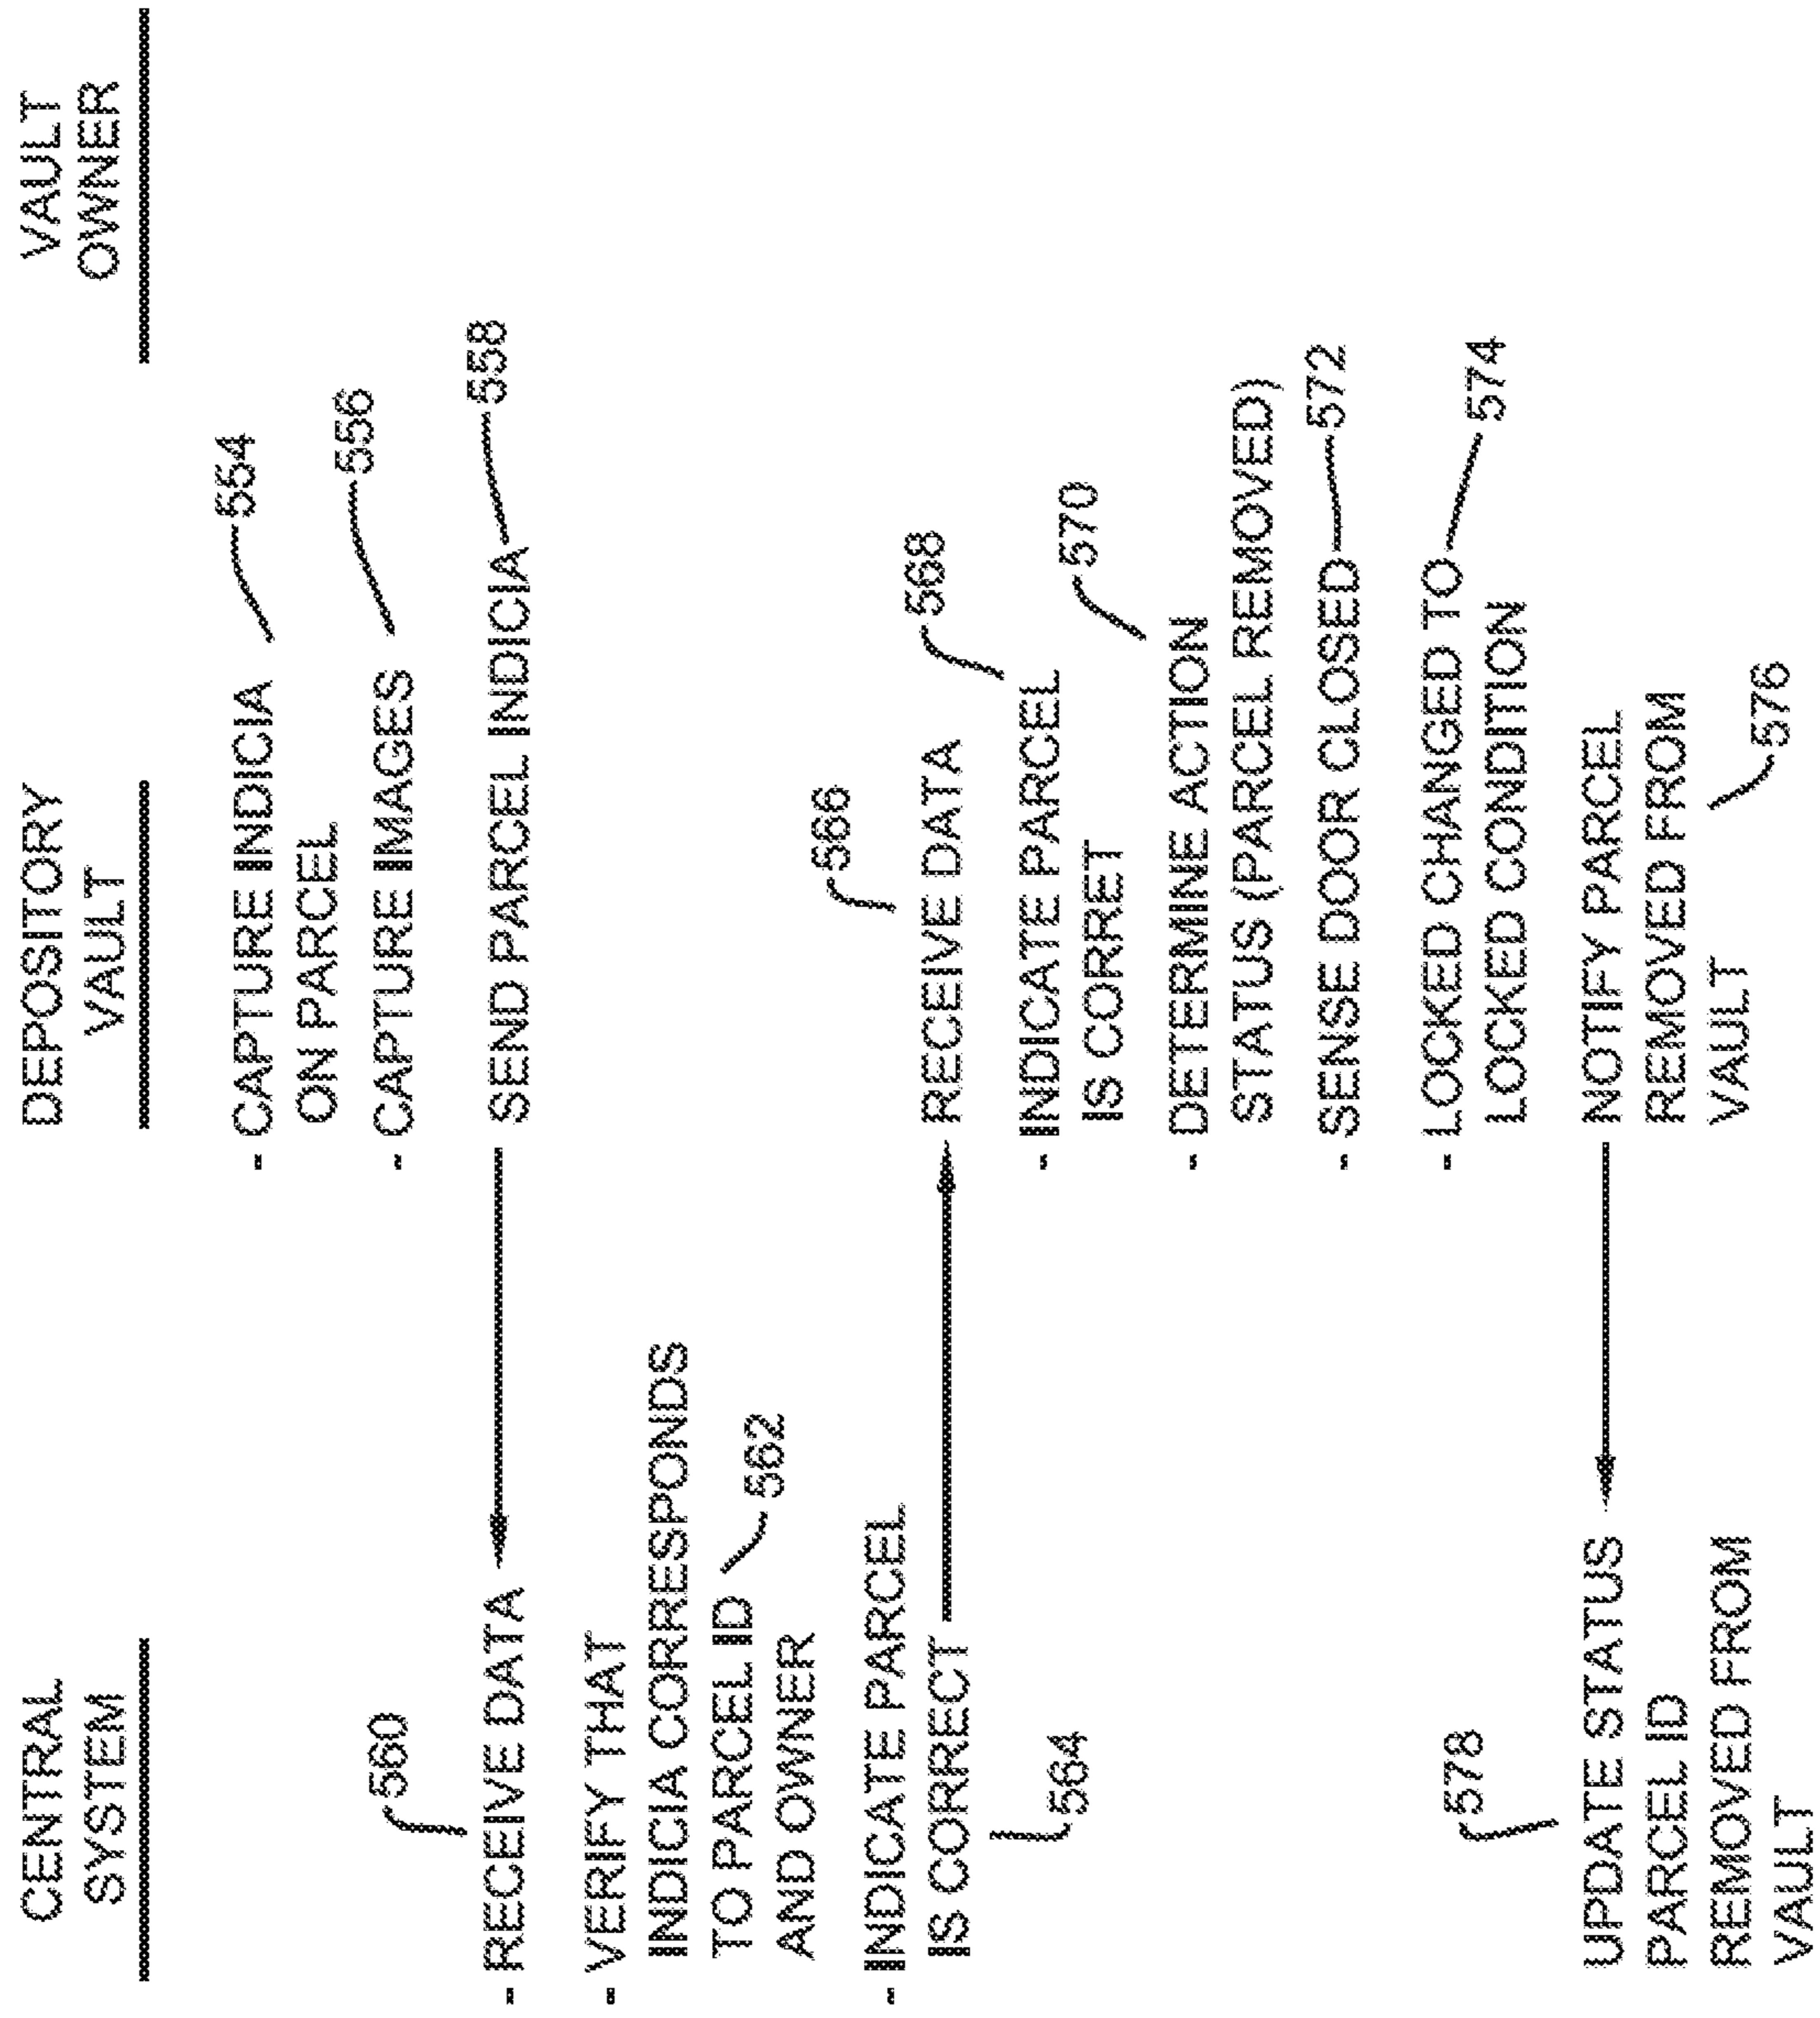 CENTRAL
SYSTEM
DEPOSITORY
VAULT
VAULT
OWNER
- CAPTURE INDICIA
ON PARCEL
554
- CAPTURE IMAGES
556
SEND PARCEL INDICIA
558
560
- RECEIVE DATA
- VERIFY THAT
INDICIA CORRESPONDS
TO PARCEL ID
AND OWNER
562
- INDICATE PARCEL
IS CORRECT
564
566
RECEIVE DATA
- INDICATE PARCEL
IS CORRET
568
- DETERMINE ACTION
STATUS (PARCEL REMOVED)
570
- SENSE DOOR CLOSED
572
- LOCKED CHANGED TO
LOCKED CONDITION
574
NOTIFY PARCEL
REMOVED FROM
VAULT
576
578
UPDATE STATUS
PARCEL ID
REMOVED FROM
VAULT